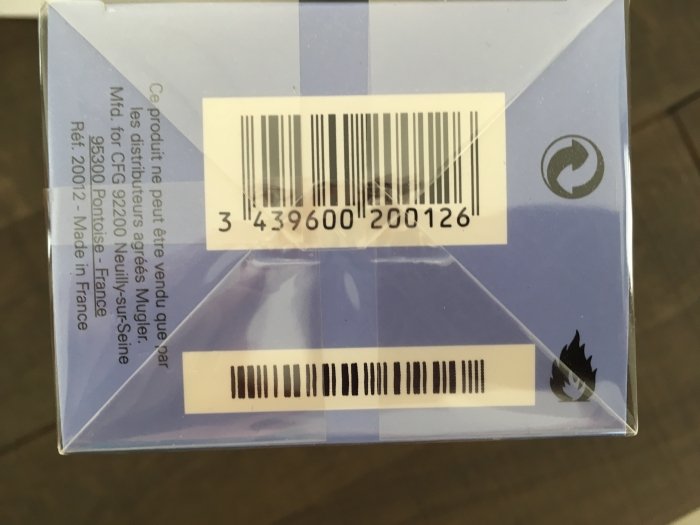 Ce produit ne peut être vendu que par
les distributeurs agréés Mugler.
Mfd. for CFG 92200 Neuilly-sur-Seine
95300 Pontoise - France
Réf. 20012 - Made in France
3 439600 200126